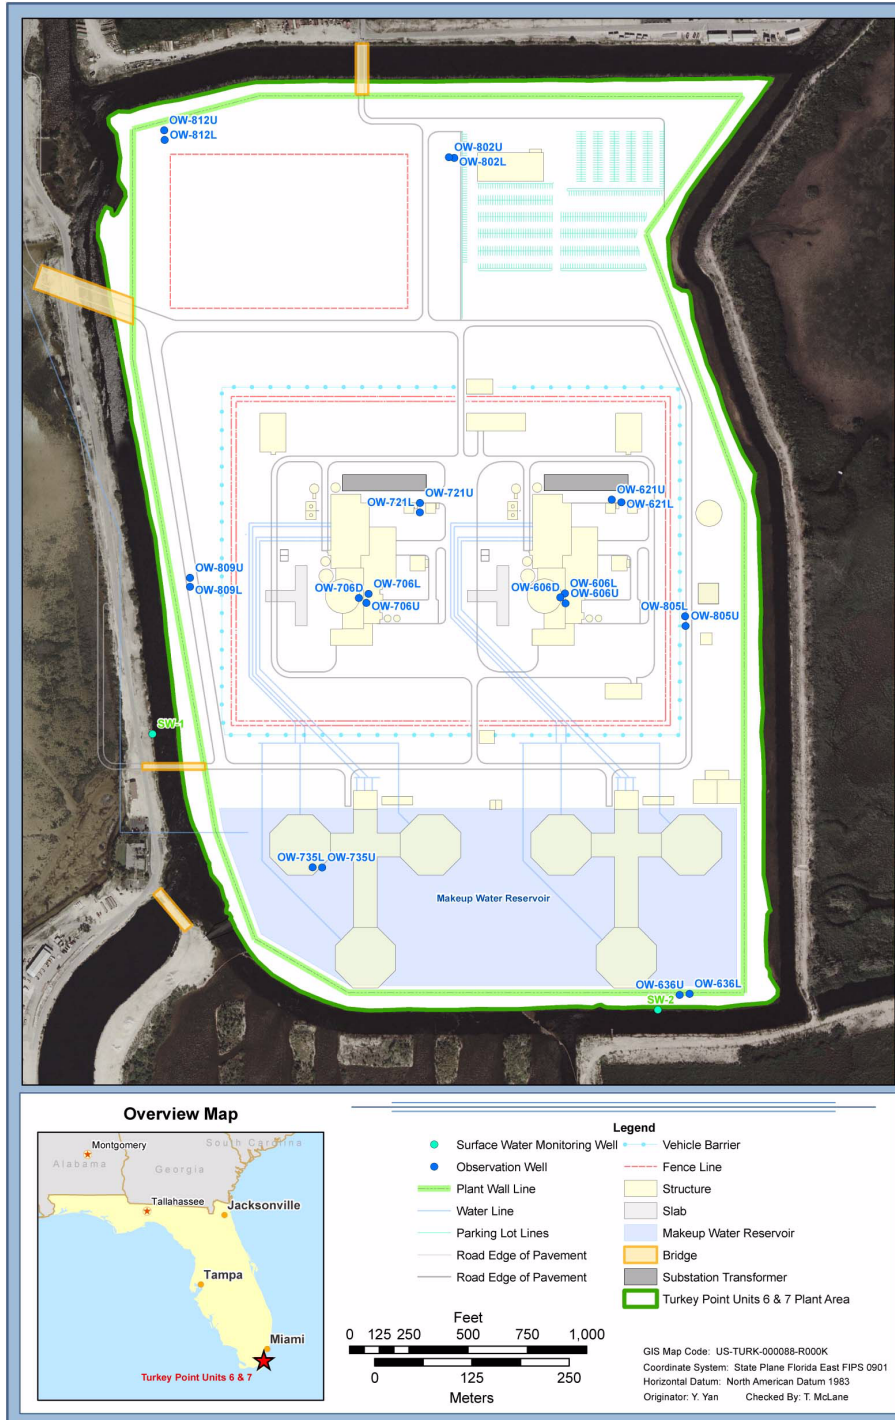 OW-812U
OW-812L
OW-802U
OW-802L
OW-721U
OW-721L
OW-621U
OW-621L
OW-809U
OW-809L
OW-706D
OW-706L
OW-706U
OW-606D
OW-606L
OW-606U
OW-805L
OW-805U
SW-1
OW-735L
OW-735U
Makeup Water Reservoir
OW-636U
OW-636L
SW-2
Overview Map
Montgomery
Alabama
Georgia
South Carolina
Tallahassee
Jacksonville
Tampa
Miami
Turkey Point Units 6 & 7
Legend
Surface Water Monitoring Well
Observation Well
Plant Wall Line
Water Line
Parking Lot Lines
Road Edge of Pavement
Road Edge of Pavement
Vehicle Barrier
Fence Line
Structure
Slab
Makeup Water Reservoir
Bridge
Substation Transformer
Turkey Point Units 6 & 7 Plant Area
Feet
0 125 250 500 750 1,000
0 125 250
Meters
GIS Map Code: US-TURK-000088-R000K
Coordinate System: State Plane Florida East FIPS 0901
Horizontal Datum: North American Datum 1983
Originator: Y. Yan Checked By: T. McLane